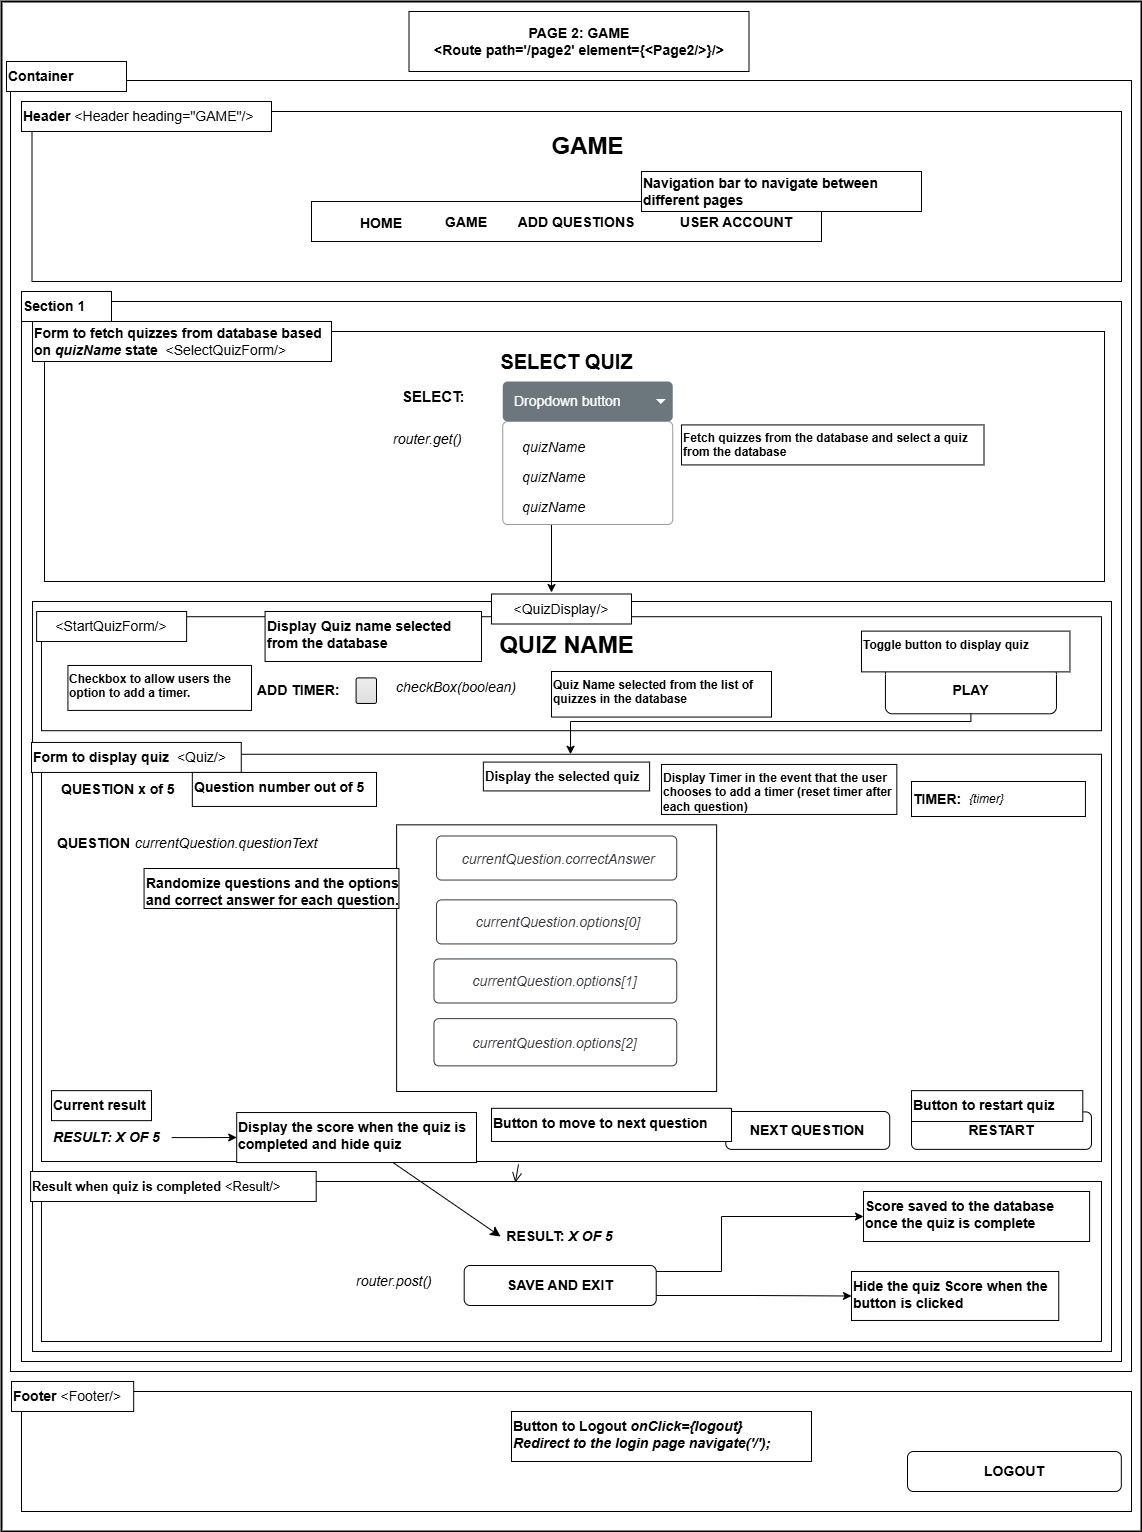 PAGE 2: GAME
<Route path='/page2' element={<Page2/>}/>
Container
Header <Header heading="GAME"/>
GAME
Navigation bar to navigate between
different pages
HOME GAME ADD QUESTIONS USER ACCOUNT
Section 1
Form to fetch quizzes from database based
on quizName state <SelectQuizForm/>
SELECT QUIZ
SELECT:
Dropdown button
router.get()
quizName
quizName
quizName
Fetch quizzes from the database and select a quiz
from the database
<QuizDisplay/>
<StartQuizForm/>
Display Quiz name selected
from the database
QUIZ NAME
Toggle button to display quiz
Checkbox to allow users the
option to add a timer.
ADD TIMER:
checkBox(boolean)
Quiz Name selected from the list of
quizzes in the database
PLAY
Form to display quiz <Quiz/>
QUESTION x of 5
Question number out of 5
Display the selected quiz
Display Timer in the event that the user
chooses to add a timer (reset timer after
each question)
TIMER: {timer}
QUESTION currentQuestion.questionText
currentQuestion.correctAnswer
Randomize questions and the options
and correct answer for each question.
currentQuestion.options[0]
currentQuestion.options[1]
currentQuestion.options[2]
Current result
RESULT: X OF 5
Display the score when the quiz is
completed and hide quiz
Button to move to next question
NEXT QUESTION
Button to restart quiz
RESTART
Result when quiz is completed <Result/>
RESULT: X OF 5
Score saved to the database
once the quiz is complete
router.post()
SAVE AND EXIT
Hide the quiz Score when the
button is clicked
Footer <Footer/>
Button to Logout onClick={logout}
Redirect to the login page navigate('/');
LOGOUT